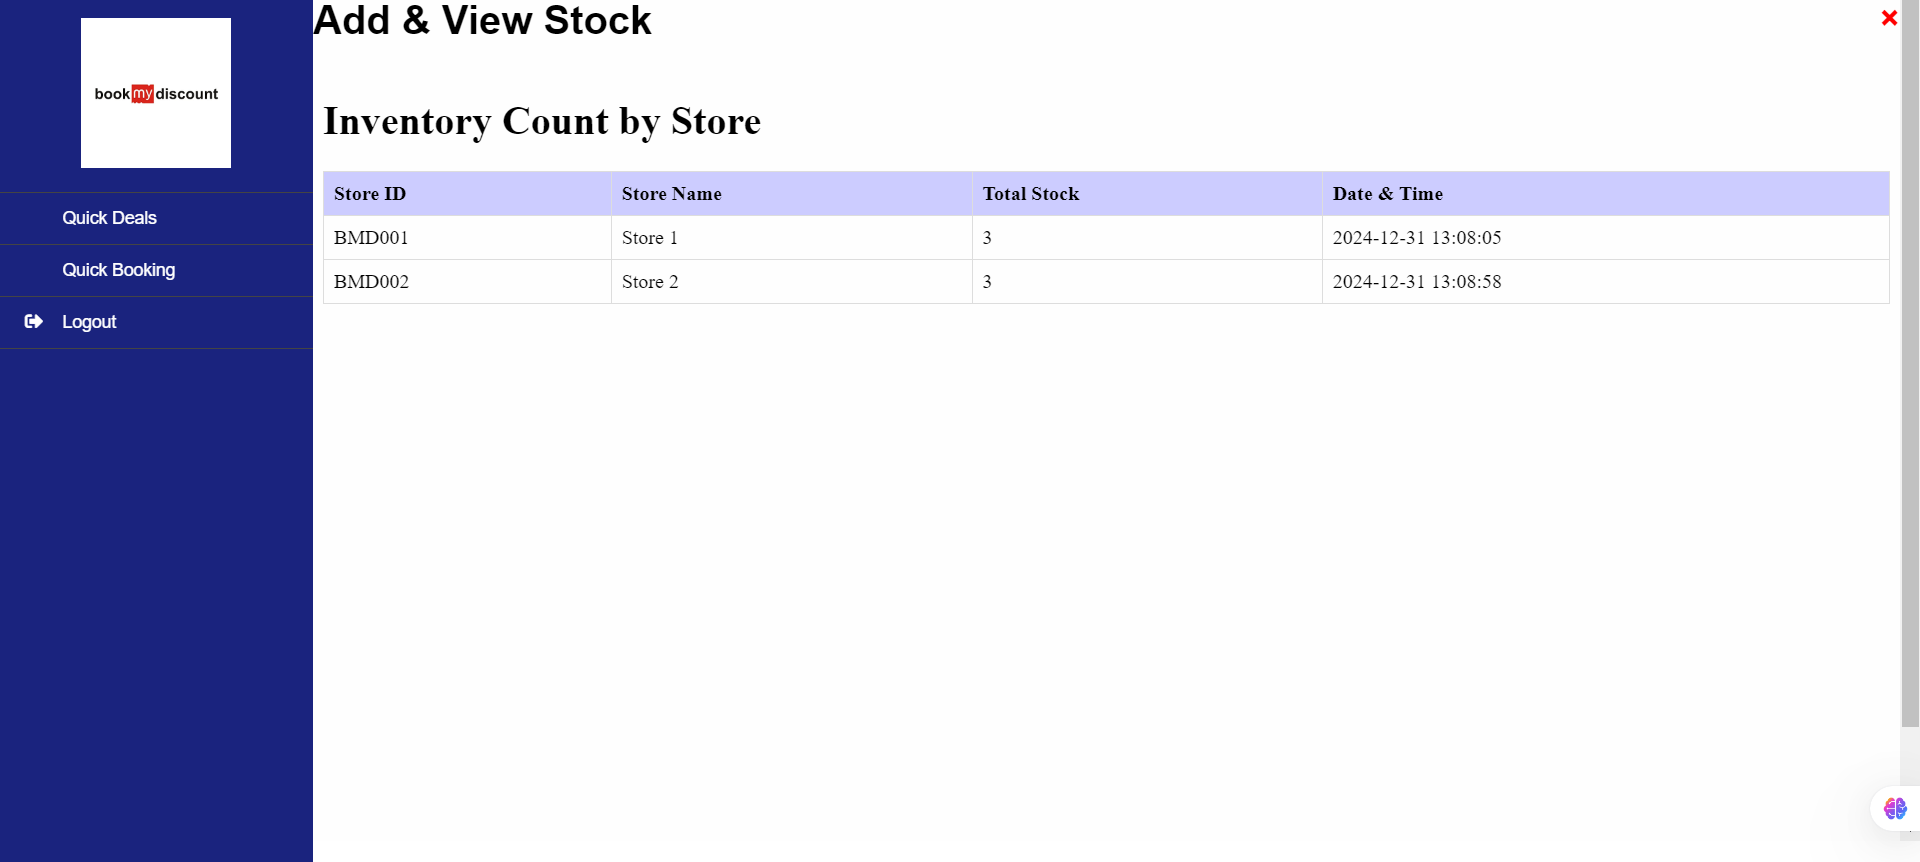 bookmydiscount
Quick Deals
Quick Booking
Logout
Add & View Stock
Inventory Count by Store
Store ID Store Name Total Stock Date & Time
BMD001 Store 1 3 2024-12-31 13:08:05
BMD002 Store 2 3 2024-12-31 13:08:58